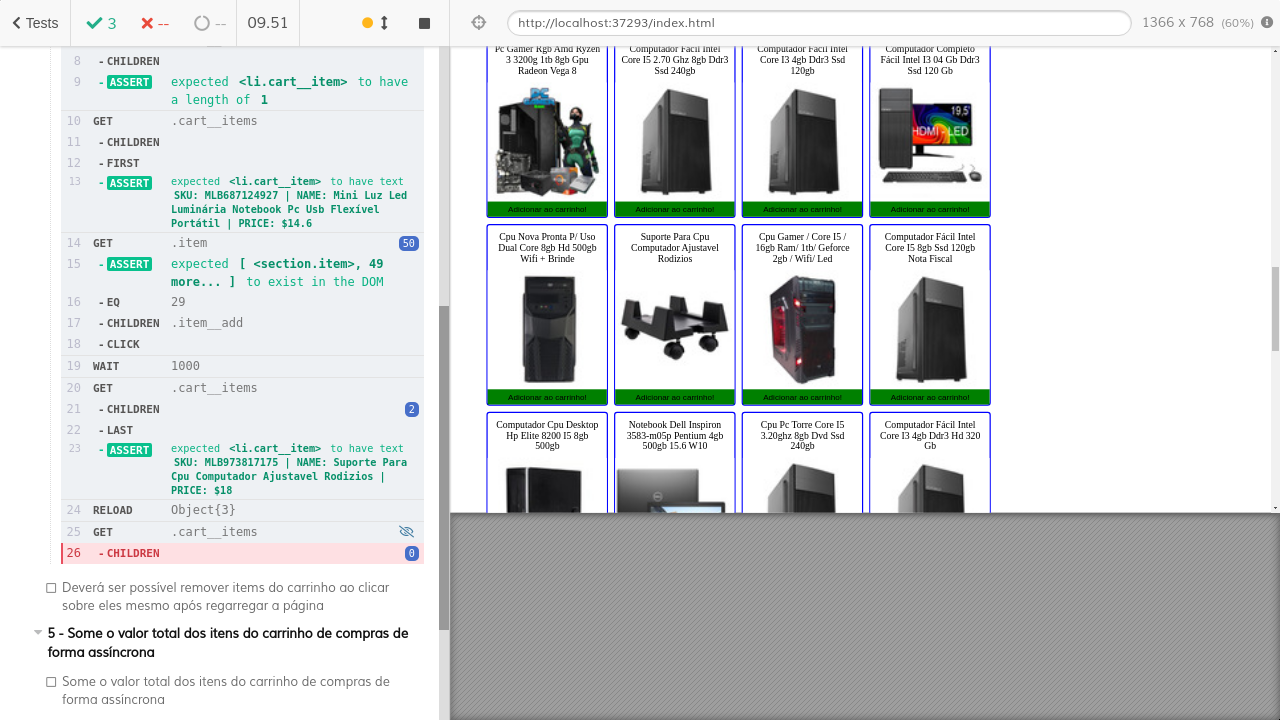 Tests
3
--
--
09.51
http://localhost:37293/index.html
1366 x 768 (60%)
8 - CHILDREN
9 - ASSERT expected <li.cart__item> to have
a length of 1
10 GET .cart__items
11 - CHILDREN
12 - FIRST
13 - ASSERT expected <li.cart__item> to have text
SKU: MLB687124927 | NAME: Mini Luz Led
Luminária Notebook Pc Usb Flexível
Portátil | PRICE: $14.6
14 GET .item 50
15 - ASSERT expected [ <section.item>, 49
more... ] to exist in the DOM
16 - EQ 29
17 - CHILDREN .item__add
18 - CLICK
19 WAIT 1000
20 GET .cart__items
21 - CHILDREN 2
22 - LAST
23 - ASSERT expected <li.cart__item> to have text
SKU: MLB973817175 | NAME: Suporte Para
Cpu Computador Ajustavel Rodizios |
PRICE: $18
24 RELOAD Object{3}
25 GET .cart__items
26 - CHILDREN 0
Deverá ser possível remover items do carrinho ao clicar
sobre eles mesmo após regarregar a página
5 - Some o valor total dos itens do carrinho de compras de
forma assíncrona
Some o valor total dos itens do carrinho de compras de
forma assíncrona
Pc Gamer Rgb Amd Ryzen
3 3200g 1tb 8gb Gpu
Radeon Vega 8
Adicionar ao carrinho!
Computador Fácil Intel
Core I5 2.70 Ghz 8gb Ddr3
Ssd 240gb
Adicionar ao carrinho!
Computador Fácil Intel
Core I3 4gb Ddr3 Ssd
120gb
Adicionar ao carrinho!
Computador Completo
Fácil Intel I3 04 Gb Ddr3
Ssd 120 Gb
19,5"
HDMI - LED
Adicionar ao carrinho!
Cpu Nova Pronta P/ Uso
Dual Core 8gb Hd 500gb
Wifi + Brinde
Adicionar ao carrinho!
Suporte Para Cpu
Computador Ajustavel
Rodizios
Adicionar ao carrinho!
Cpu Gamer / Core I5 /
16gb Ram/ 1tb/ Geforce
2gb / Wifi/ Led
Adicionar ao carrinho!
Computador Fácil Intel
Core I5 8gb Ssd 120gb
Nota Fiscal
Adicionar ao carrinho!
Computador Cpu Desktop
Hp Elite 8200 I5 8gb
500gb
Notebook Dell Inspiron
3583-m05p Pentium 4gb
500gb 15.6 W10
Cpu Pc Torre Core I5
3.20ghz 8gb Dvd Ssd
240gb
Computador Fácil Intel
Core I3 4gb Ddr3 Hd 320
Gb